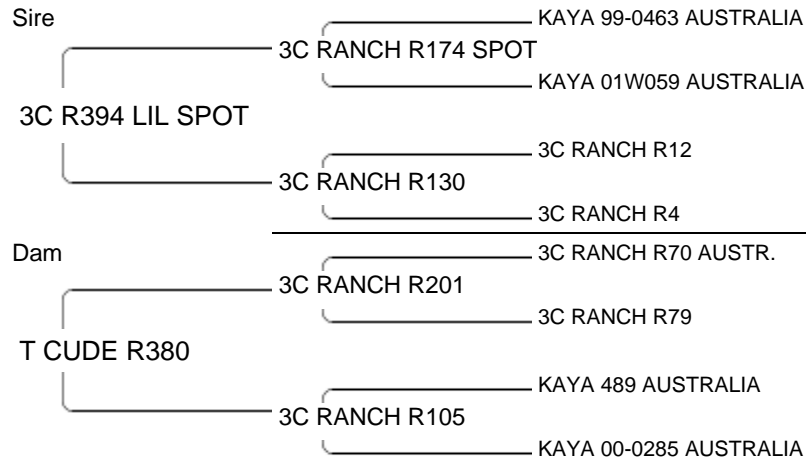 Sire
KAYA 99-0463 AUSTRALIA
3C RANCH R174 SPOT
KAYA 01W059 AUSTRALIA
3C R394 LIL SPOT
3C RANCH R12
3C RANCH R130
3C RANCH R4
Dam
3C RANCH R70 AUSTR.
3C RANCH R201
3C RANCH R79
T CUDE R380
KAYA 489 AUSTRALIA
3C RANCH R105
KAYA 00-0285 AUSTRALIA